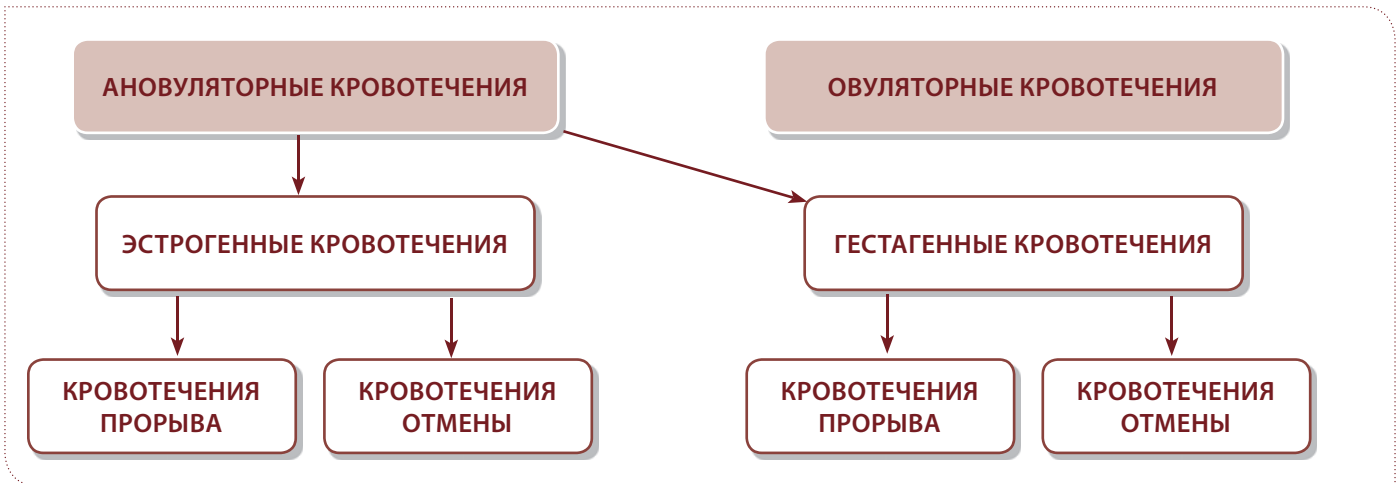 АНОВУЛЯТОРНЫЕ КРОВОТЕЧЕНИЯ
ОВУЛЯТОРНЫЕ КРОВОТЕЧЕНИЯ
ЭСТРОГЕННЫЕ КРОВОТЕЧЕНИЯ
ГЕСТАГЕННЫЕ КРОВОТЕЧЕНИЯ
КРОВОТЕЧЕНИЯ
ПРОРЫВА
КРОВОТЕЧЕНИЯ
ОТМЕНЫ
КРОВОТЕЧЕНИЯ
ПРОРЫВА
КРОВОТЕЧЕНИЯ
ОТМЕНЫ